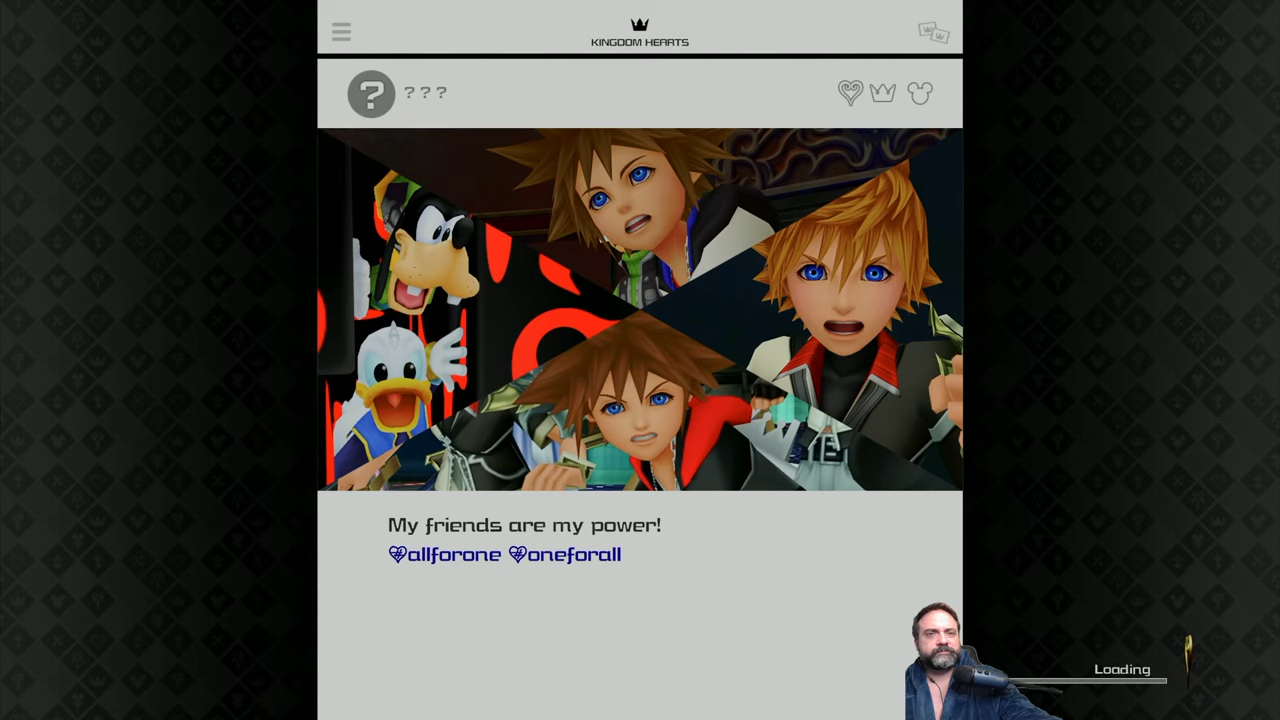 KINGDOM HEARTS
? ? ? ?
My friends are my power!
allforone oneforall
Loading